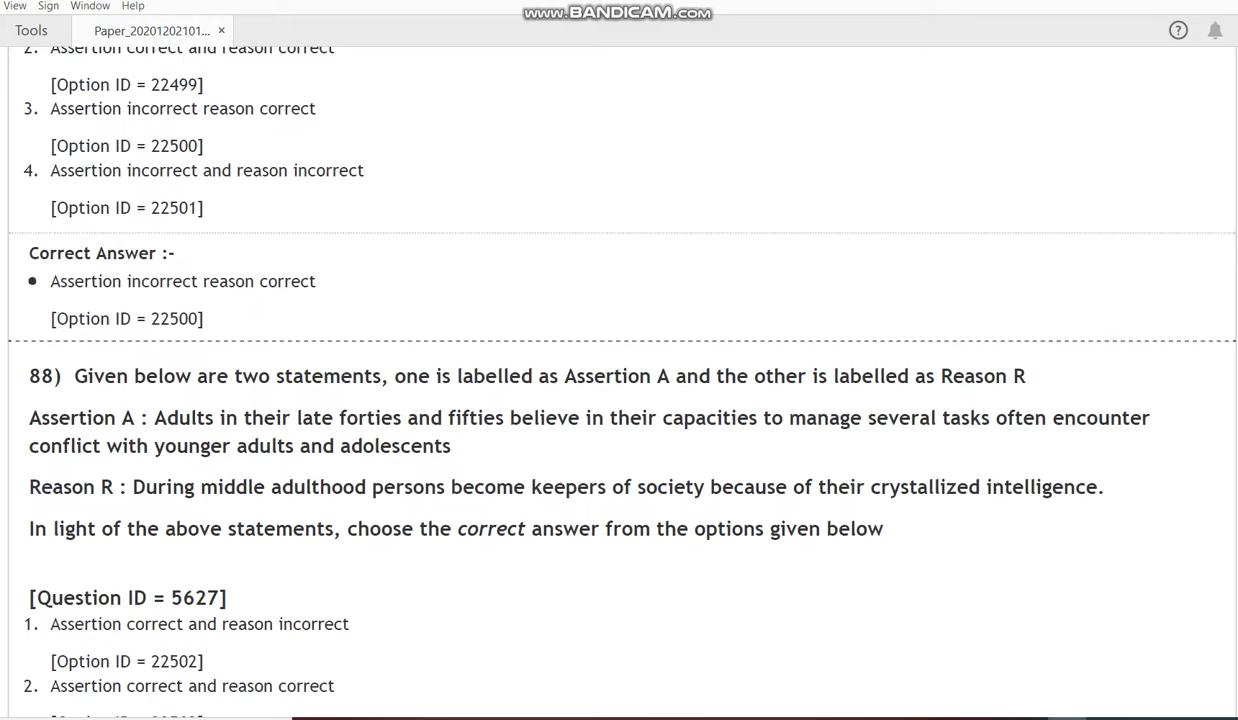 View Sign Window Help
www.BANDICAM.com
Tools Paper_20201202101... ×
2. Assertion correct and reason correct
[Option ID = 22499]
3. Assertion incorrect reason correct
[Option ID = 22500]
4. Assertion incorrect and reason incorrect
[Option ID = 22501]
Correct Answer :-
• Assertion incorrect reason correct
[Option ID = 22500]
88) Given below are two statements, one is labelled as Assertion A and the other is labelled as Reason R
Assertion A : Adults in their late forties and fifties believe in their capacities to manage several tasks often encounter
conflict with younger adults and adolescents
Reason R : During middle adulthood persons become keepers of society because of their crystallized intelligence.
In light of the above statements, choose the correct answer from the options given below
[Question ID = 5627]
1. Assertion correct and reason incorrect
[Option ID = 22502]
2. Assertion correct and reason correct